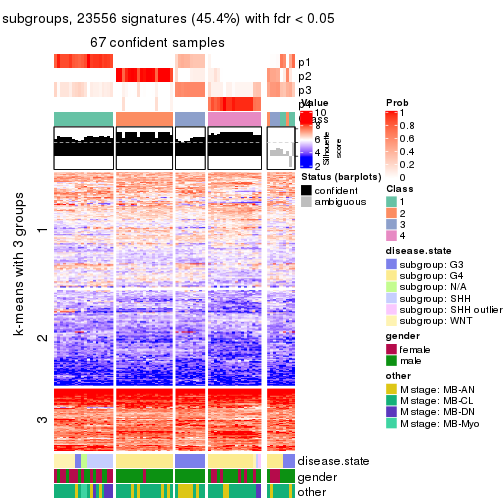 subgroups, 23556 signatures (45.4%) with fdr < 0.05
67 confident samples
p1
p2
p3
p4
Class
k-means with 3 groups
1
2
3
disease.state
gender
other
Value
10
8
6
4
2
Silhouette
score
Status (barplots)
confident
ambiguous
Prob
1
0.8
0.6
0.4
0.2
0
Class
1
2
3
4
disease.state
subgroup: G3
subgroup: G4
subgroup: N/A
subgroup: SHH
subgroup: SHH outlier
subgroup: WNT
gender
female
male
other
M stage: MB-AN
M stage: MB-CL
M stage: MB-DN
M stage: MB-Myo